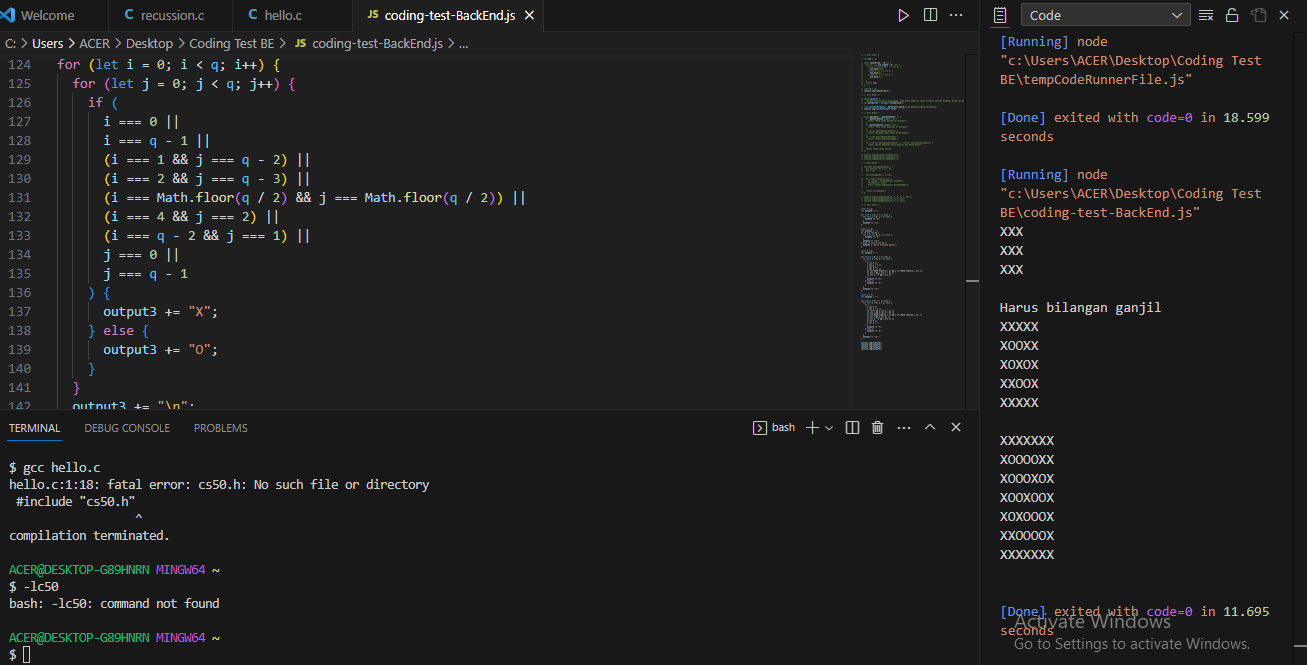 Welcome
C recussion.c
C hello.c
JS coding-test-BackEnd.js
C: > Users > ACER > Desktop > Coding Test BE > JS coding-test-BackEnd.js > ...
124 for (let i = 0; i < q; i++) {
125 for (let j = 0; j < q; j++) {
126 if (
127 i === 0 ||
128 i === q - 1 ||
129 (i === 1 && j === q - 2) ||
130 (i === 2 && j === q - 3) ||
131 (i === Math.floor(q / 2) && j === Math.floor(q / 2)) ||
132 (i === 4 && j === 2) ||
133 (i === q - 2 && j === 1) ||
134 j === 0 ||
135 j === q - 1
136 ) {
137 output3 += "X";
138 } else {
139 output3 += "O";
140 }
141 }
142 output3 += "\n";
TERMINAL DEBUG CONSOLE PROBLEMS
bash
$ gcc hello.c
hello.c:1:18: fatal error: cs50.h: No such file or directory
#include "cs50.h"
^
compilation terminated.
ACER@DESKTOP-G89HNRN MINGW64 ~
$ -lc50
bash: -lc50: command not found
ACER@DESKTOP-G89HNRN MINGW64 ~
$
Code
[Running] node
"c:\Users\ACER\Desktop\Coding Test
BE\tempCodeRunnerFile.js"
[Done] exited with code=0 in 18.599
seconds
[Running] node
"c:\Users\ACER\Desktop\Coding Test
BE\coding-test-BackEnd.js"
XXX
XXX
XXX
Harus bilangan ganjil
XXXXX
XOOXX
XOXOX
XXOOX
XXXXX
XXXXXXX
XOOOOXX
XOOOXOX
XOOXOOX
XOXOOOX
XXOOOOX
XXXXXXX
[Done] exited with code=0 in 11.695
seconds
Activate Windows
Go to Settings to activate Windows.